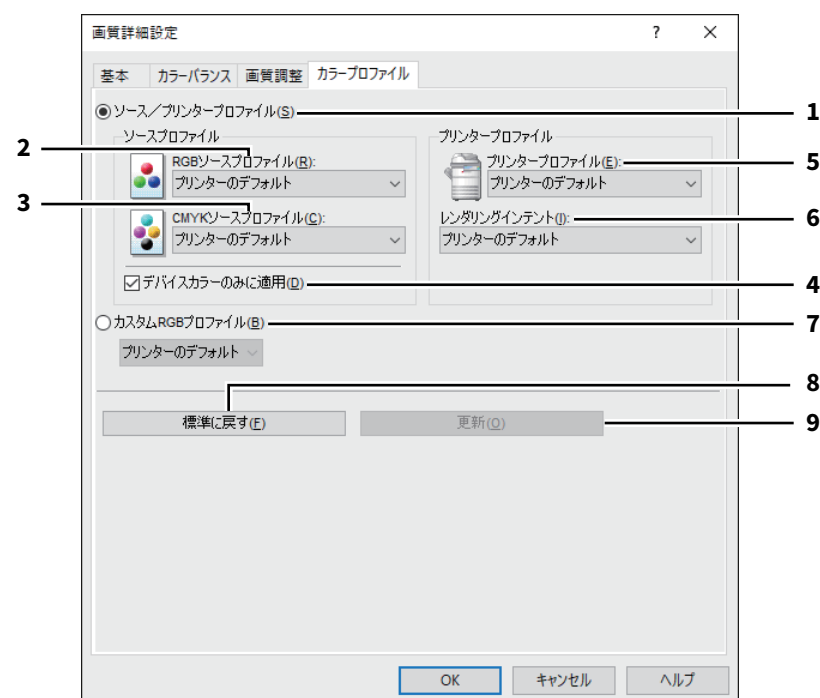 画質詳細設定 ? ×
基本 カラーバランス 画質調整 カラープロファイル
ソース/プリンタープロファイル(S) 1
ソースプロファイル プリンタープロファイル
2 RGBソースプロファイル(R): プリンタープロファイル(E): 5
プリンターのデフォルト プリンターのデフォルト
3 CMYKソースプロファイル(C): レンダリングインテント(I): 6
プリンターのデフォルト プリンターのデフォルト
デバイスカラーのみに適用(D) 4
カスタムRGBプロファイル(B) 7
プリンターのデフォルト
8
標準に戻す(F) 更新(O) 9
OK キャンセル ヘルプ